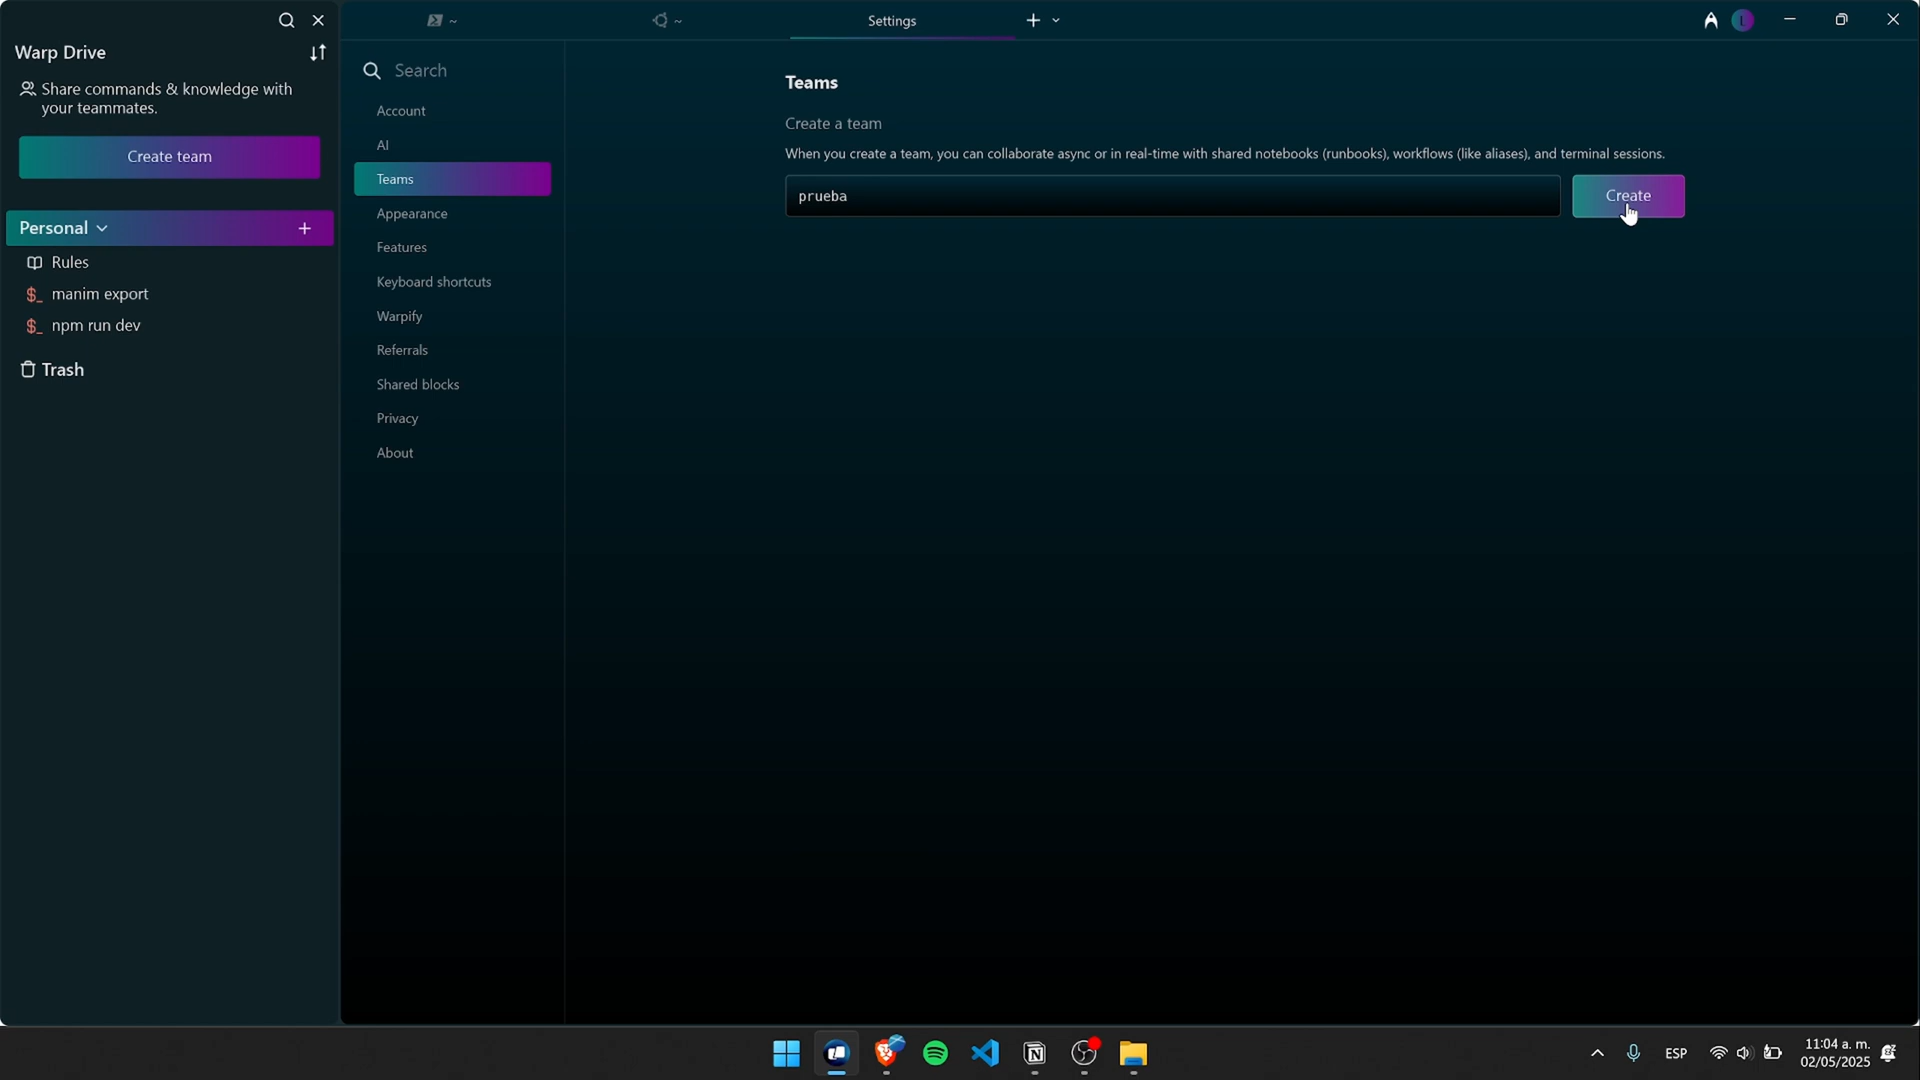 ~
~
Settings
Warp Drive
Share commands & knowledge with
your teammates.
Create team
Personal
Rules
$_ manim export
$_ npm run dev
Trash
Search
Account
AI
Teams
Appearance
Features
Keyboard shortcuts
Warpify
Referrals
Shared blocks
Privacy
About
Teams
Create a team
When you create a team, you can collaborate async or in real-time with shared notebooks (runbooks), workflows (like aliases), and terminal sessions.
prueba
Create
L
ESP
11:04 a. m.
02/05/2025